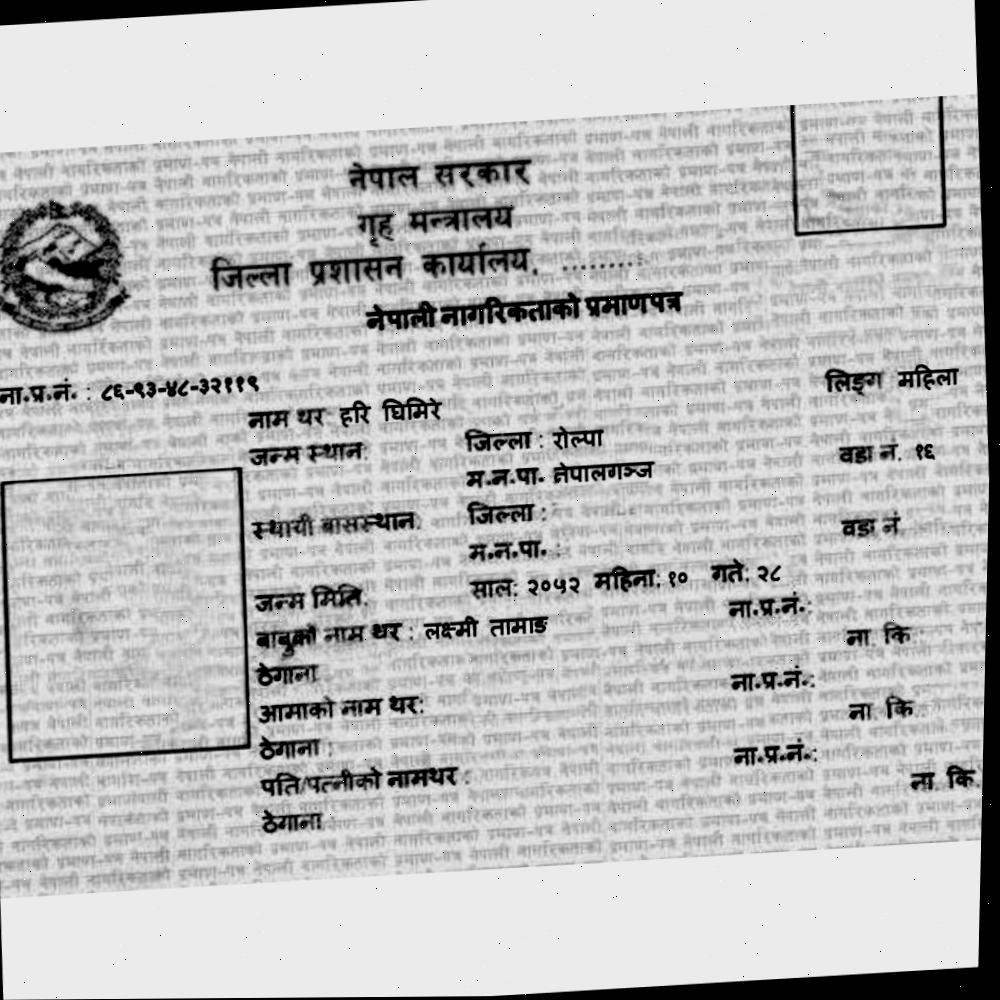 नेपाल सरकार
गृह मन्त्रालय
जिल्ला प्रशासन कार्यालय, ........:
नेपाली नागरिकताको प्रमाणपत्र
ना.प्र.नं. : ८६-९३-४८-३२११९
लिङ्ग महिला
नाम थर हरि घिमिरे
जन्म स्थान: जिल्ला : रोल्पा
म.न.पा. नेपालगञ्ज वडा नं. १६
स्थायी बासस्थान: जिल्ला :
म.न.पा. : वडा नं
जन्म मिति: साल: २०५२ महिना: १० गते: २८
बाबुको नाम थर : लक्ष्मी तामाङ ना.प्र.नं.:
ठेगाना ना. कि.:
आमाको नाम थर: ना.प्र.नं.:
ठेगाना : ना. कि.:
पति/पत्नीको नामथर : ना.प्र.नं.:
ठेगाना ना. कि.